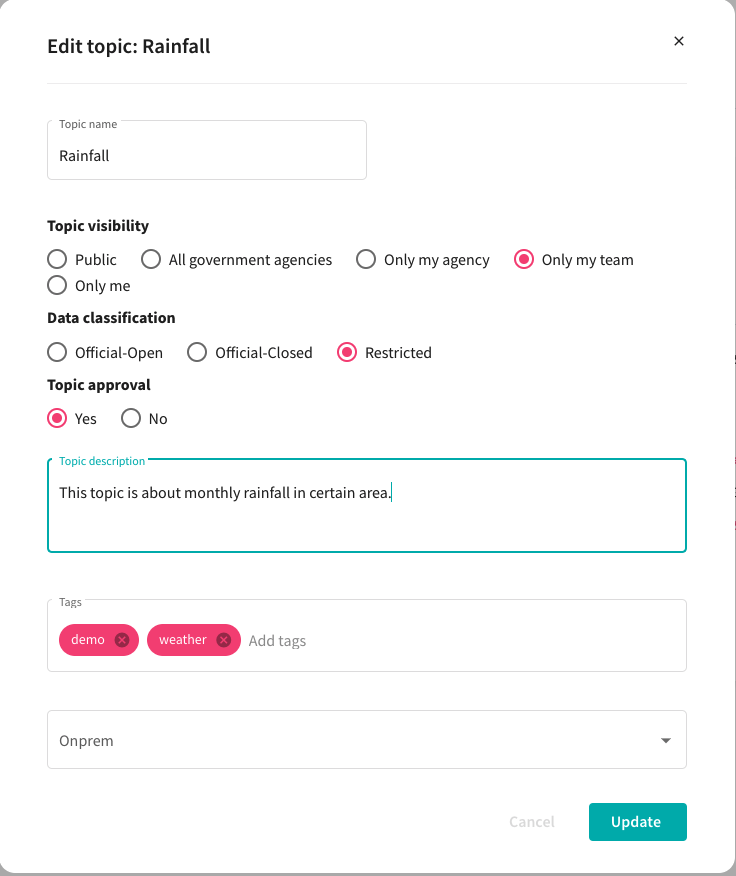 Edit topic: Rainfall
Topic name
Rainfall
Topic visibility
Public All government agencies Only my agency Only my team
Only me
Data classification
Official-Open Official-Closed Restricted
Topic approval
Yes No
Topic description
This topic is about monthly rainfall in certain area.
Tags
demo weather Add tags
Onprem
Cancel Update